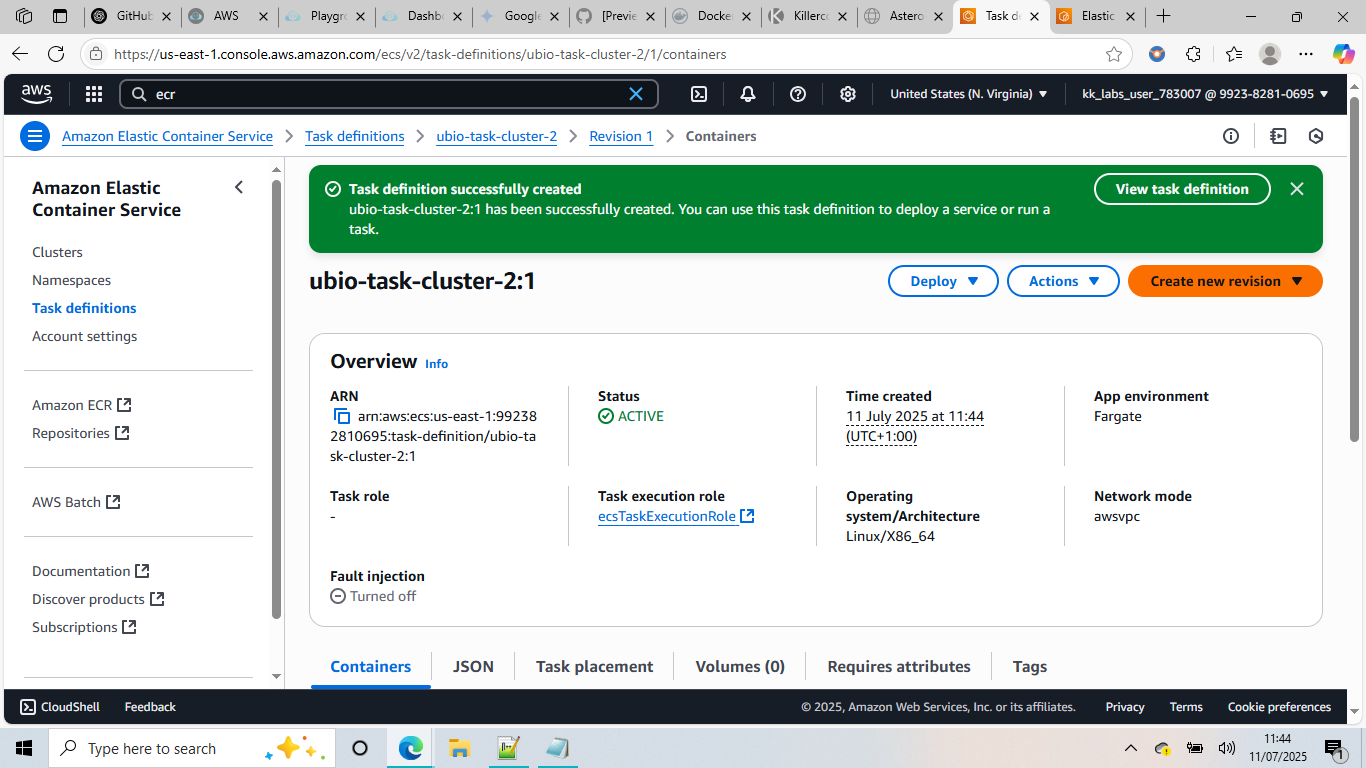 GitHub
AWS
Playgro
Dashbo
Google
[Previe
Docker
Killerco
Astero
Task de
Elastic
https://us-east-1.console.aws.amazon.com/ecs/v2/task-definitions/ubio-task-cluster-2/1/containers
aws
ecr
United States (N. Virginia)
kk_labs_user_783007 @ 9923-8281-0695
Amazon Elastic Container Service
Task definitions
ubio-task-cluster-2
Revision 1
Containers
Amazon Elastic
Container Service
Clusters
Namespaces
Task definitions
Account settings
Amazon ECR
Repositories
AWS Batch
Documentation
Discover products
Subscriptions
Task definition successfully created
ubio-task-cluster-2:1 has been successfully created. You can use this task definition to deploy a service or run a
task.
View task definition
ubio-task-cluster-2:1
Deploy
Actions
Create new revision
Overview Info
ARN
arn:aws:ecs:us-east-1:99238
2810695:task-definition/ubio-ta
sk-cluster-2:1
Status
ACTIVE
Time created
11 July 2025 at 11:44
(UTC+1:00)
App environment
Fargate
Task role
-
Task execution role
ecsTaskExecutionRole
Operating
system/Architecture
Linux/X86_64
Network mode
awsvpc
Fault injection
Turned off
Containers
JSON
Task placement
Volumes (0)
Requires attributes
Tags
CloudShell
Feedback
© 2025, Amazon Web Services, Inc. or its affiliates.
Privacy
Terms
Cookie preferences
Type here to search
11:44
11/07/2025
1